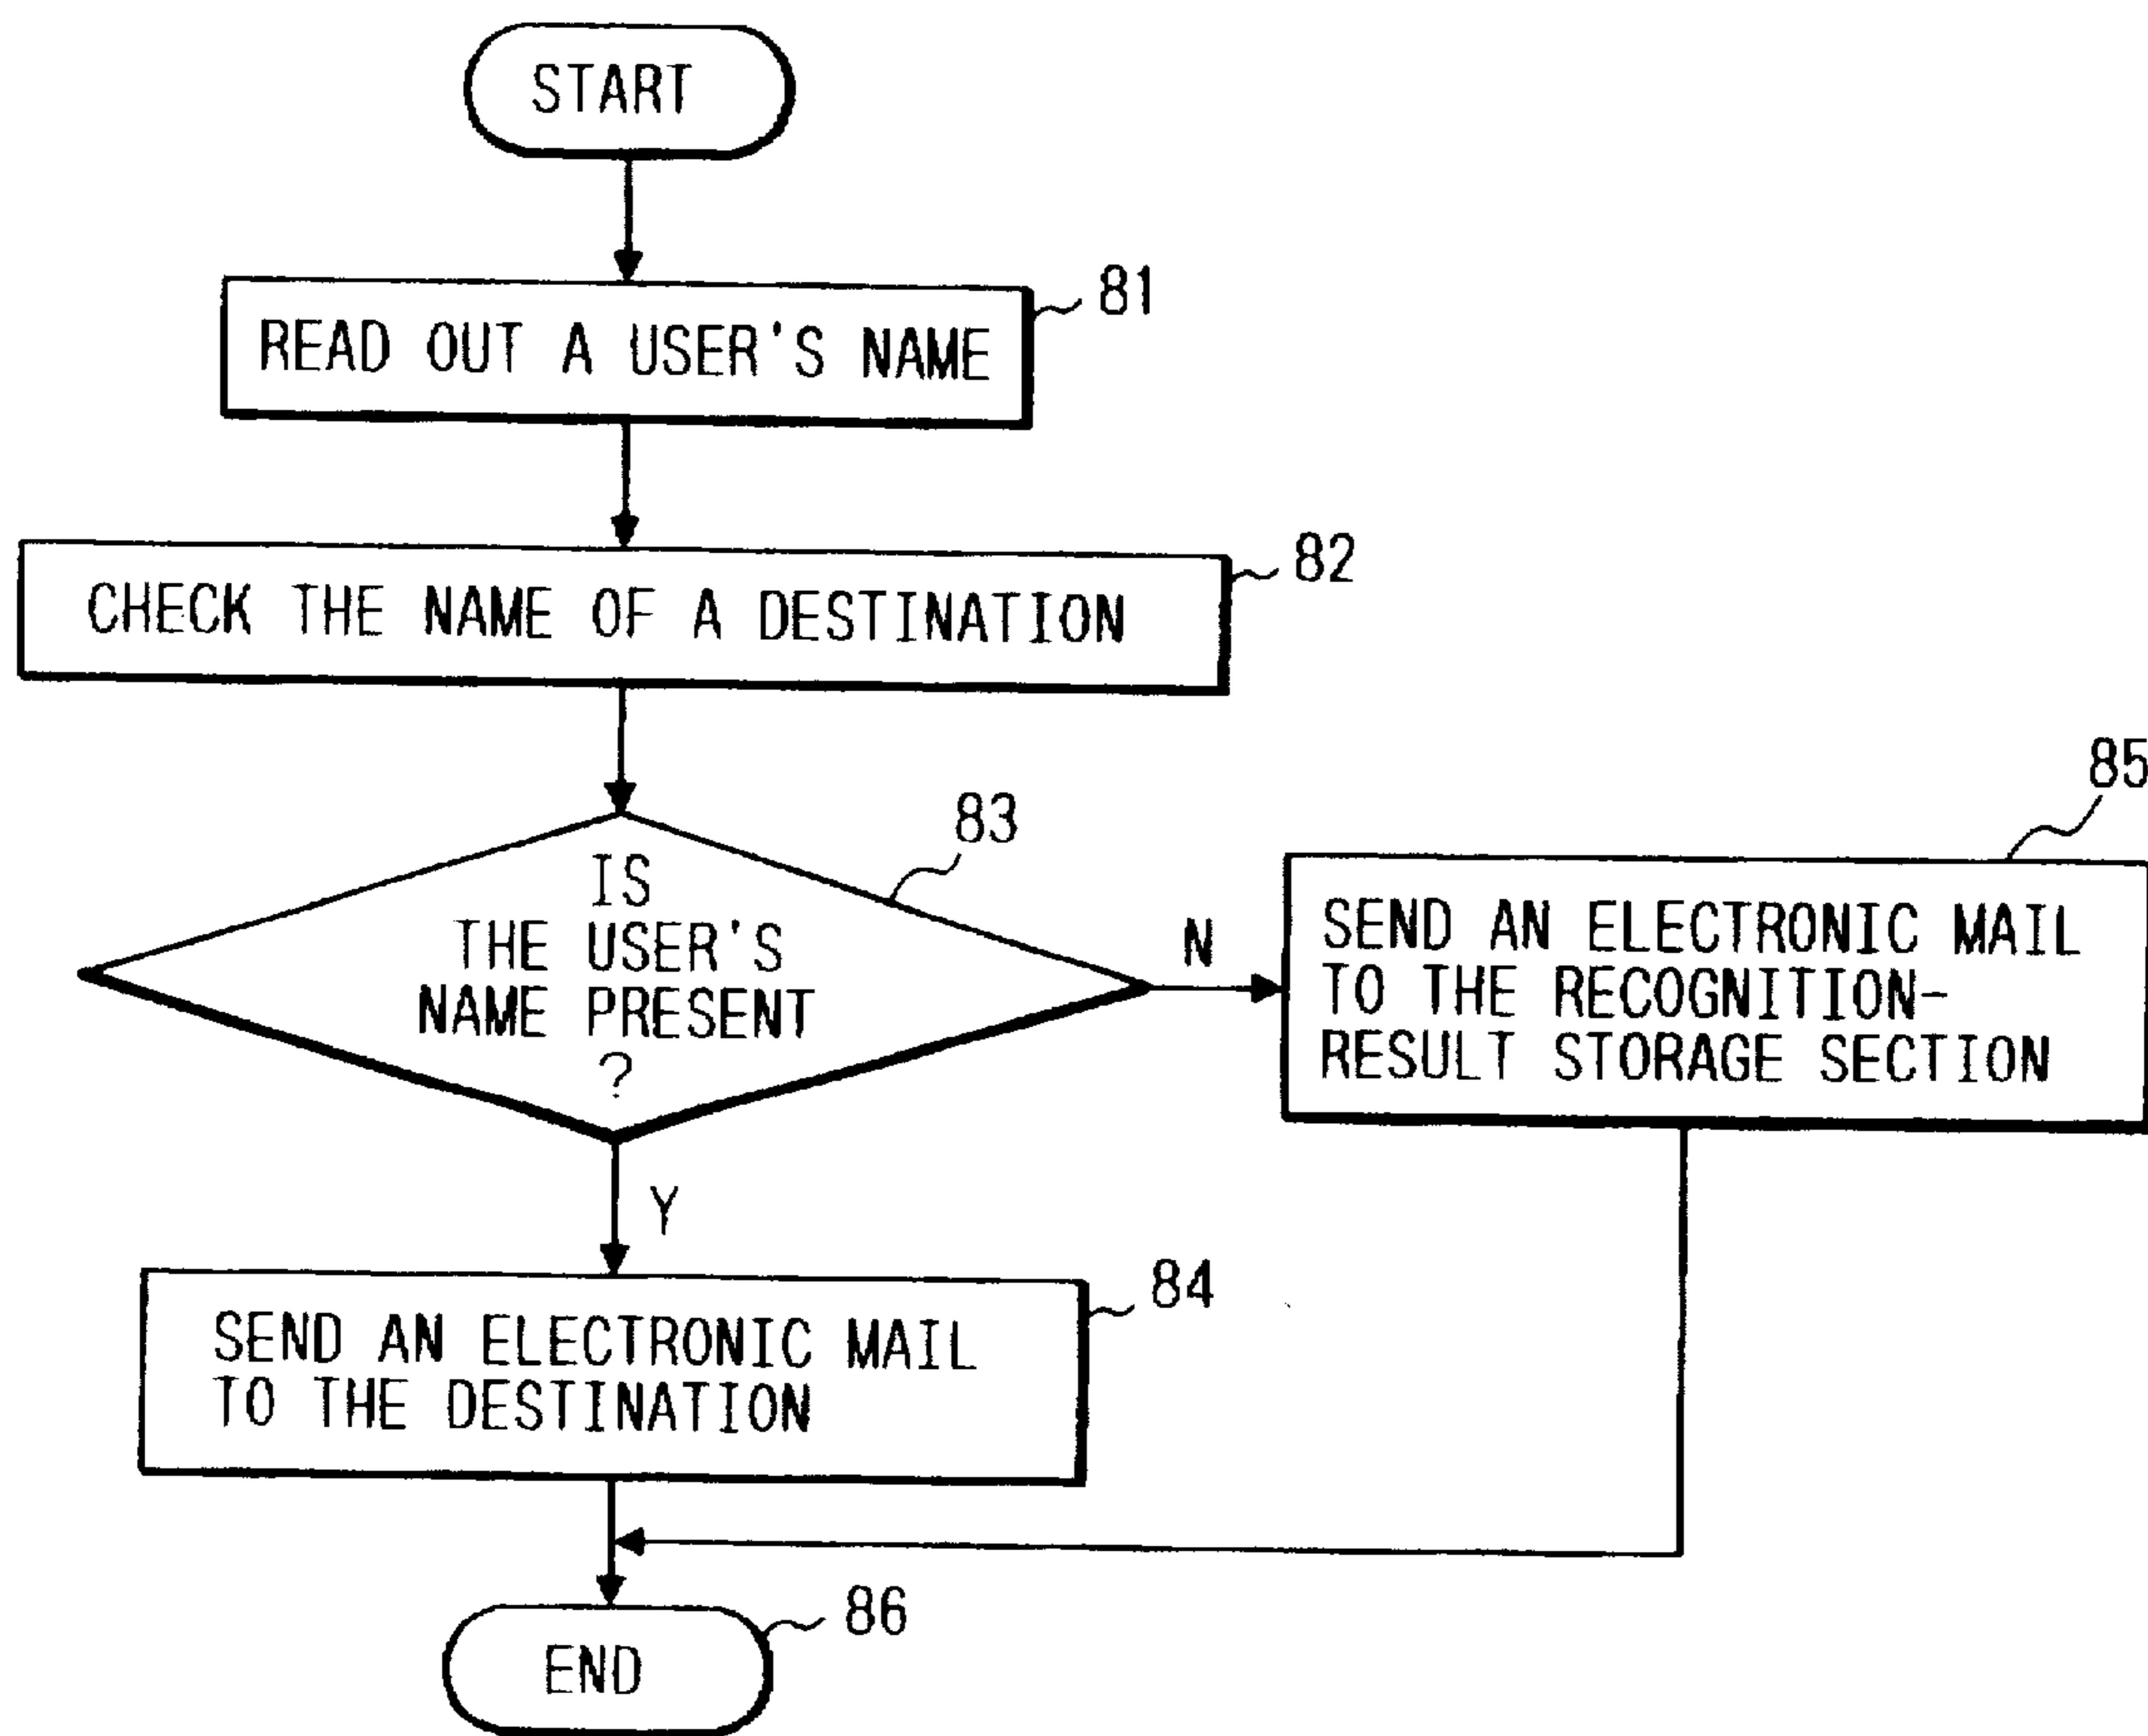 START
READ OUT A USER'S NAME
81
CHECK THE NAME OF A DESTINATION
82
IS
THE USER'S
NAME PRESENT
?
83
N
SEND AN ELECTRONIC MAIL
TO THE RECOGNITION-
RESULT STORAGE SECTION
85
Y
SEND AN ELECTRONIC MAIL
TO THE DESTINATION
84
END
86